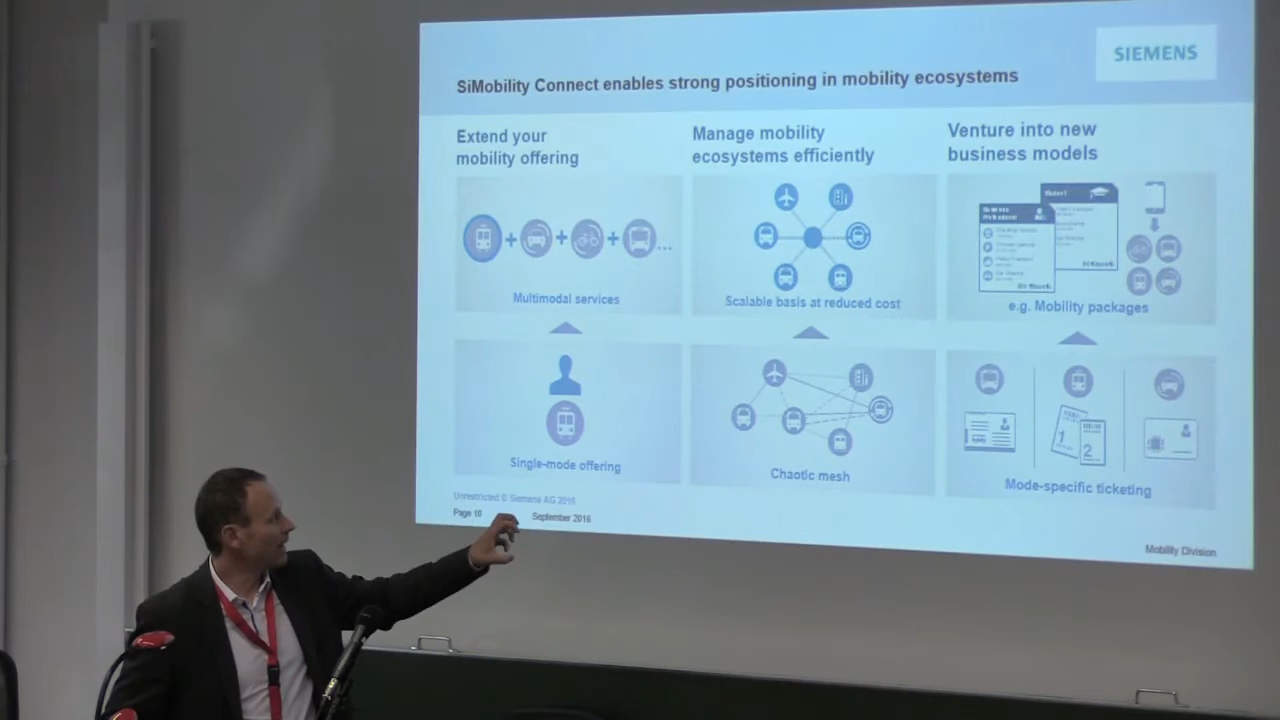 SIEMENS
SiMobility Connect enables strong positioning in mobility ecosystems
Extend your
mobility offering
Manage mobility
ecosystems efficiently
Venture into new
business models
Multimodal services
Scalable basis at reduced cost
e.g. Mobility packages
Single-mode offering
Chaotic mesh
1
2
Mode-specific ticketing
Unrestricted © Siemens AG 2016
Page 10
September 2016
Mobility Division